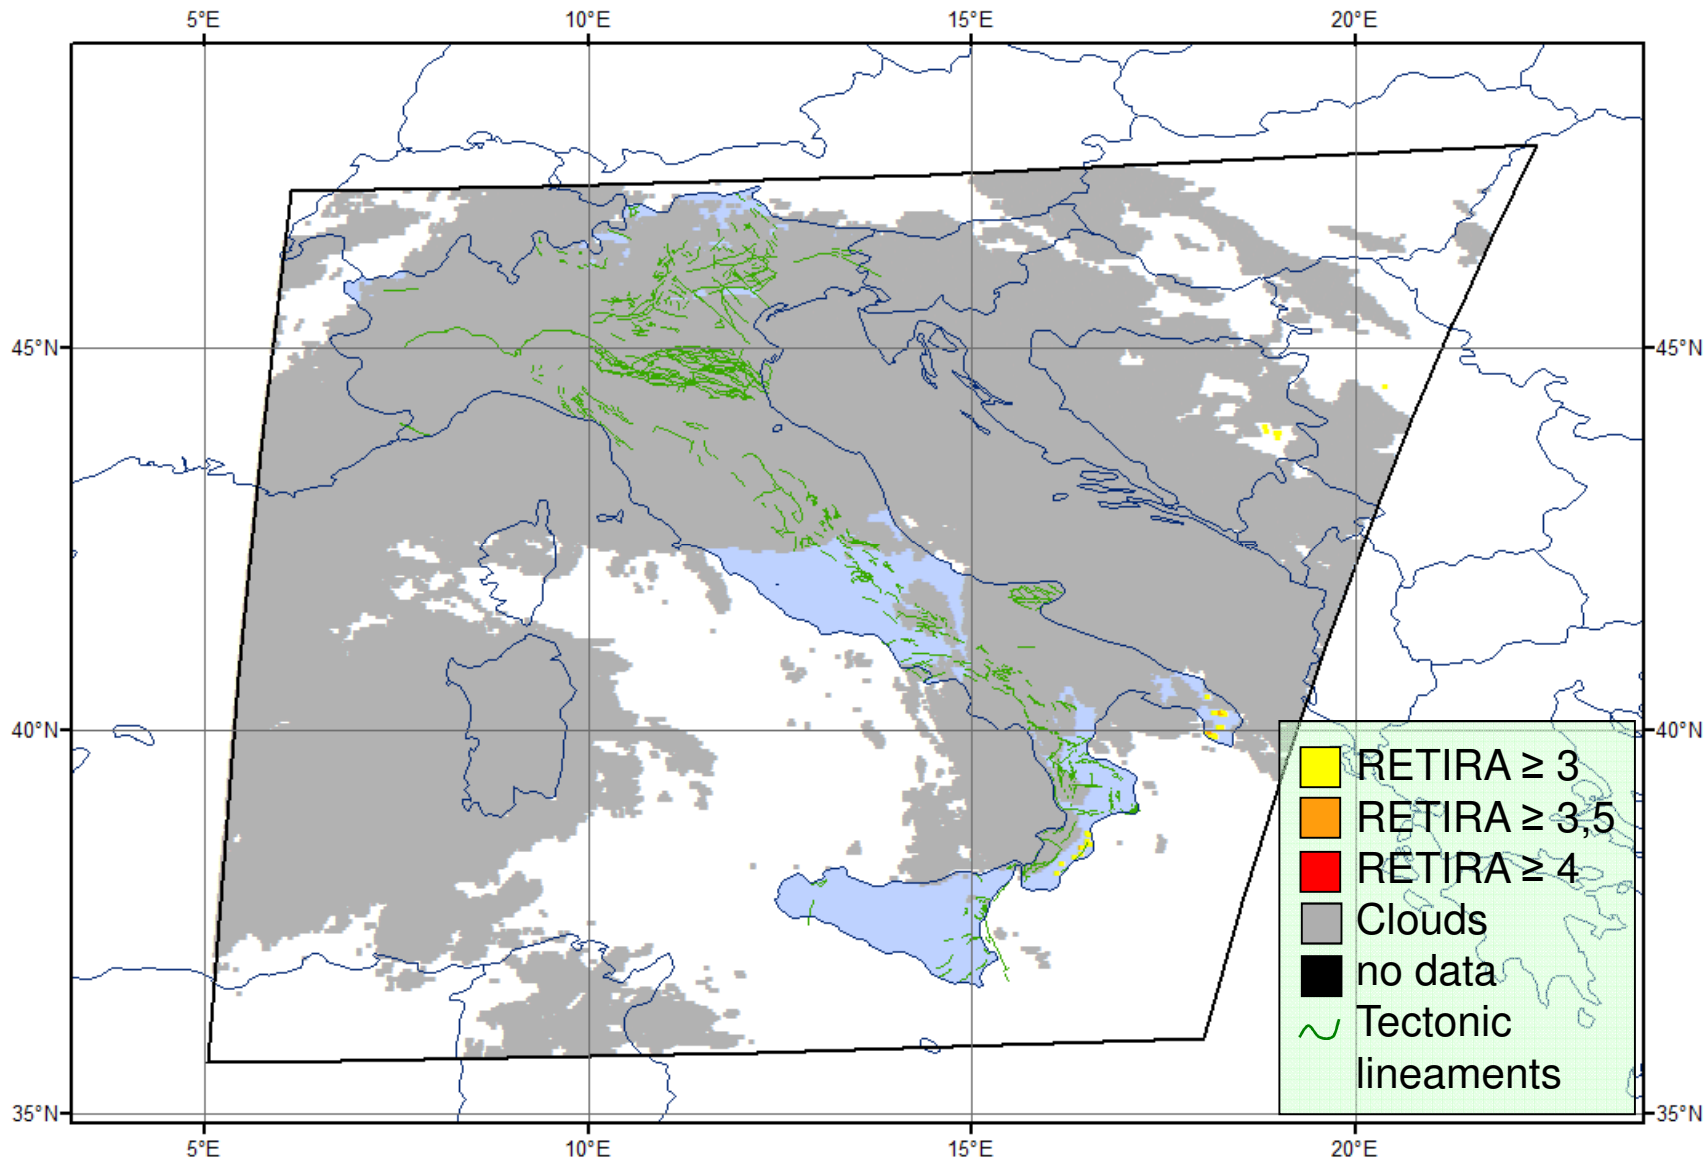 5°E 10°E 15°E 20°E
45°N 45°N
40°N 40°N
RETIRA ≥ 3
RETIRA ≥ 3,5
RETIRA ≥ 4
Clouds
no data
Tectonic
lineaments
35°N 35°N
5°E 10°E 15°E 20°E